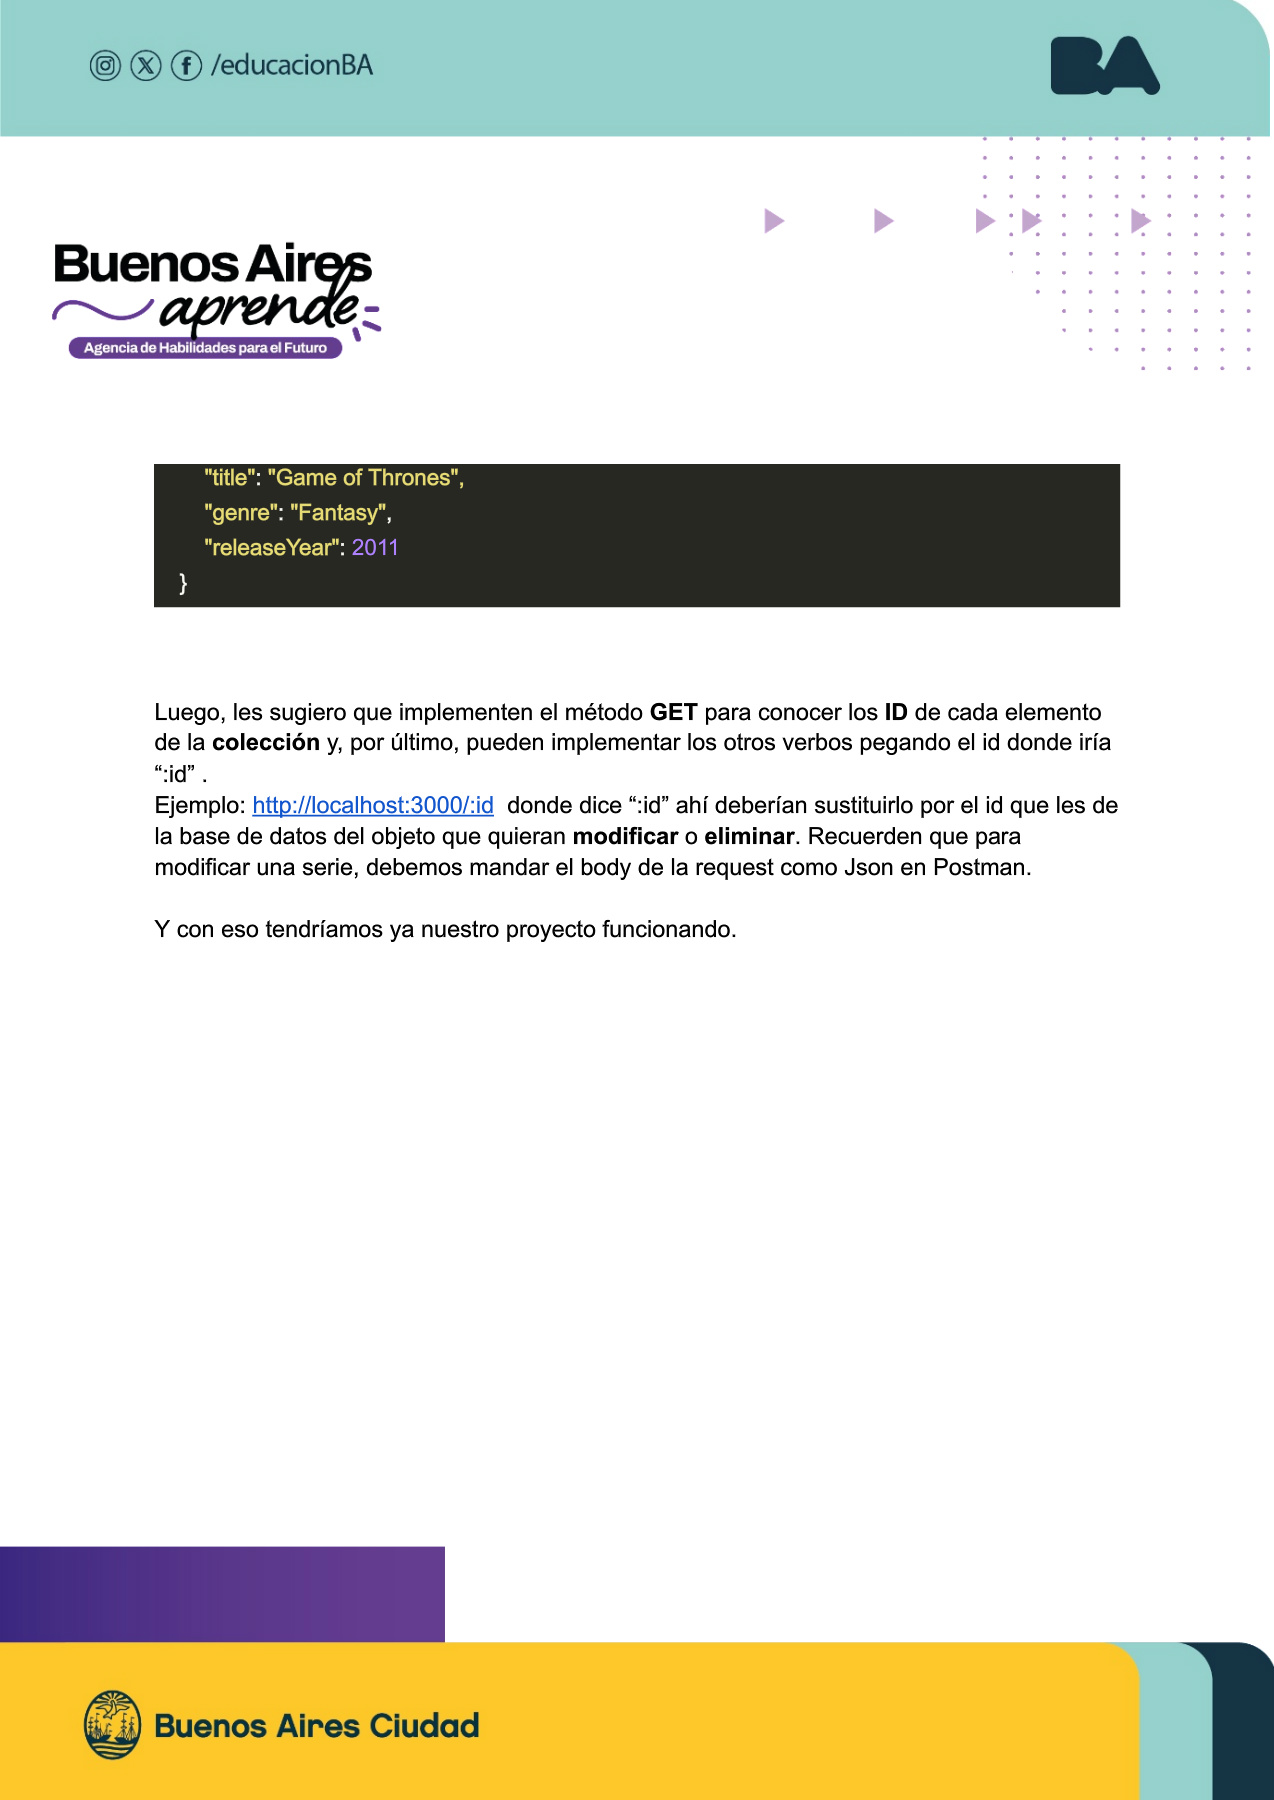 /educacionBA
BA
Buenos Aires
aprende
Agencia de Habilidades para el Futuro
"title": "Game of Thrones",
"genre": "Fantasy",
"releaseYear": 2011
}
Luego, les sugiero que implementen el método GET para conocer los ID de cada elemento
de la colección y, por último, pueden implementar los otros verbos pegando el id donde iría
“:id” .
Ejemplo: http://localhost:3000/:id  donde dice “:id” ahí deberían sustituirlo por el id que les de
la base de datos del objeto que quieran modificar o eliminar. Recuerden que para
modificar una serie, debemos mandar el body de la request como Json en Postman.
Y con eso tendríamos ya nuestro proyecto funcionando.
Buenos Aires Ciudad